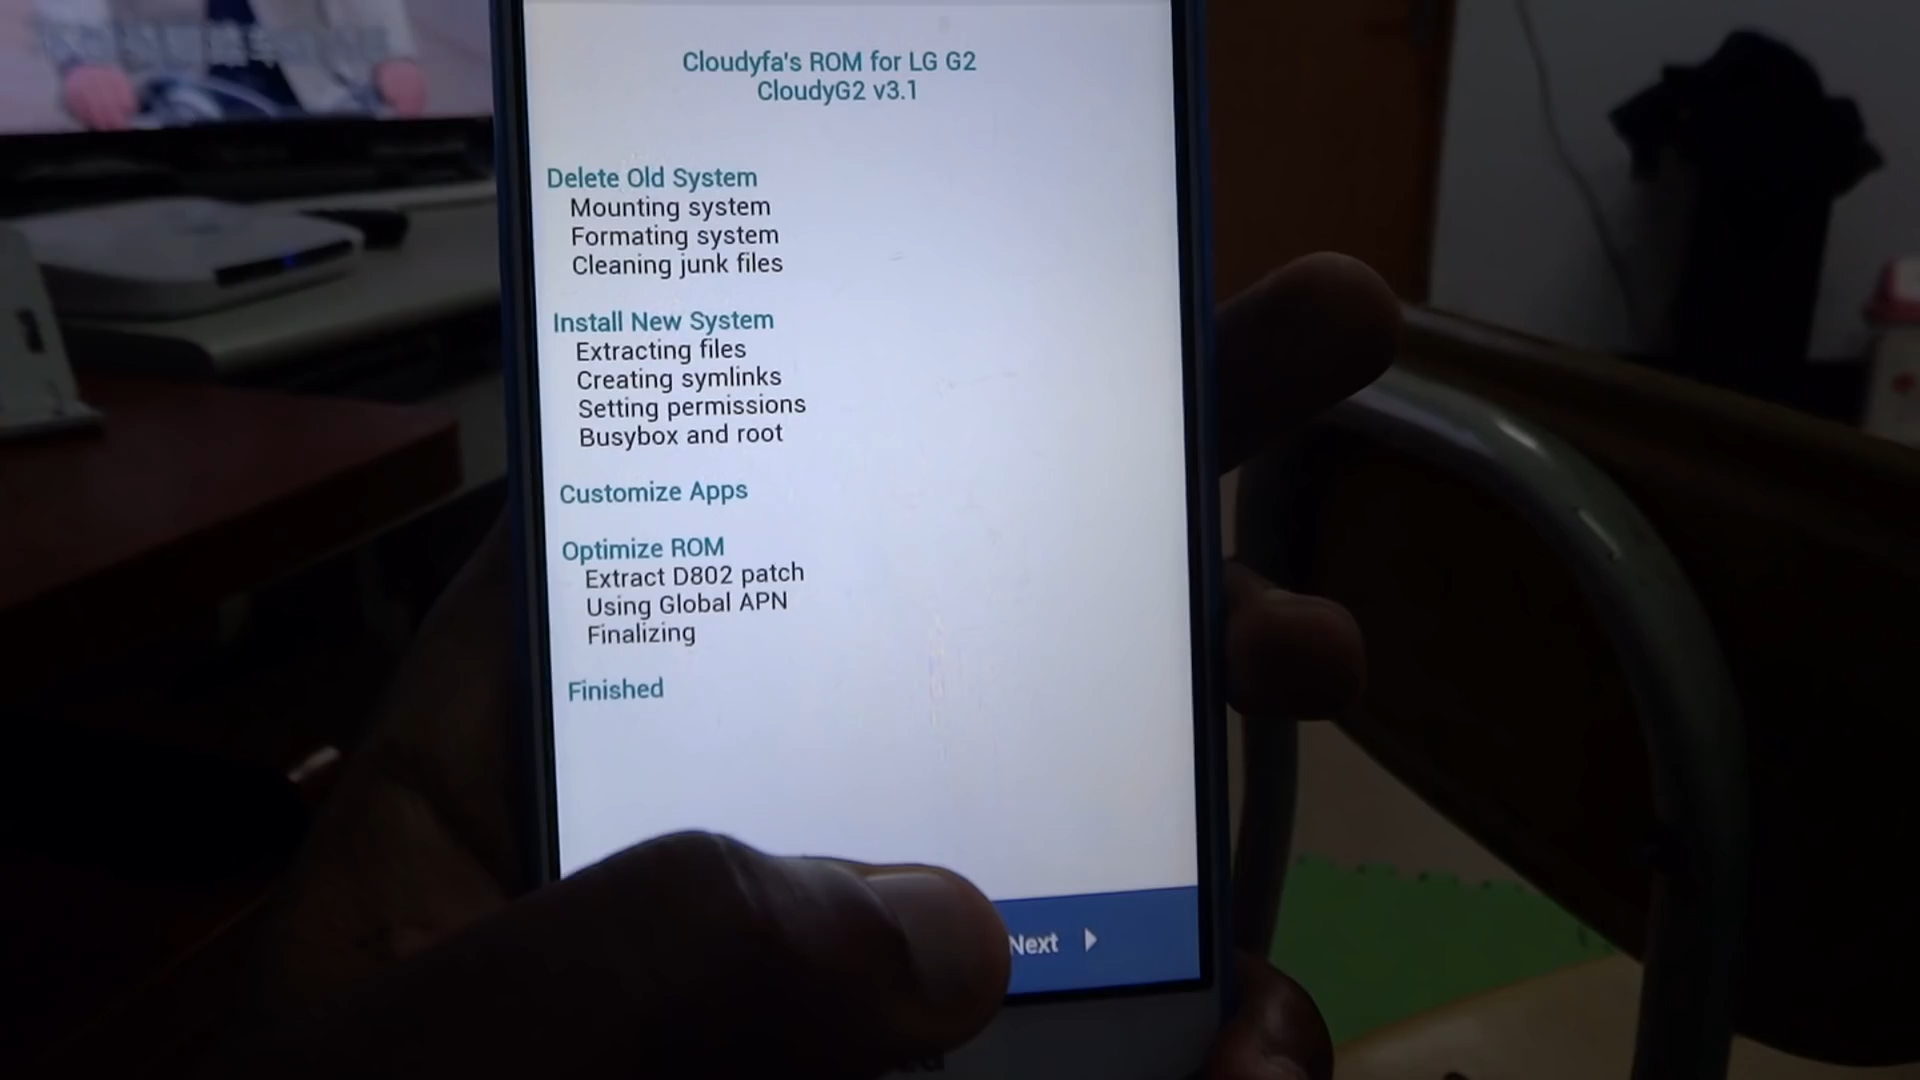 Cloudyfa's ROM for LG G2
CloudyG2 v3.1
Delete Old System
Mounting system
Formating system
Cleaning junk files
Install New System
Extracting files
Creating symlinks
Setting permissions
Busybox and root
Customize Apps
Optimize ROM
Extract D802 patch
Using Global APN
Finalizing
Finished
Next